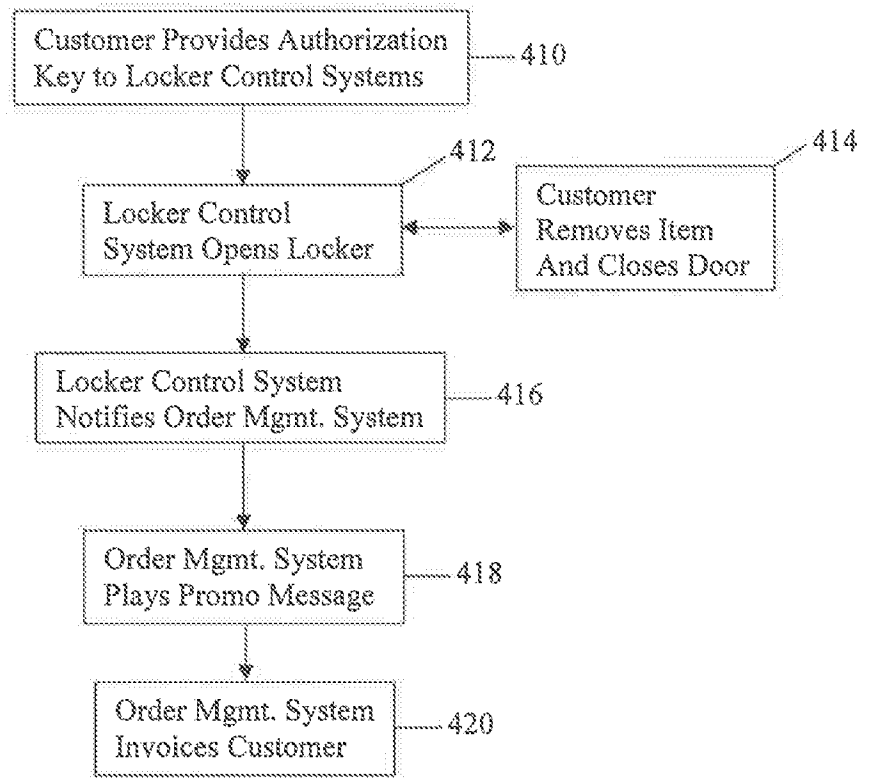 Customer Provides Authorization
Key to Locker Control Systems
410
412
Locker Control
System Opens Locker
414
Customer
Removes Item
And Closes Door
Locker Control System
Notifies Order Mgmt. System
416
Order Mgmt. System
Plays Promo Message
418
Order Mgmt. System
Invoices Customer
420